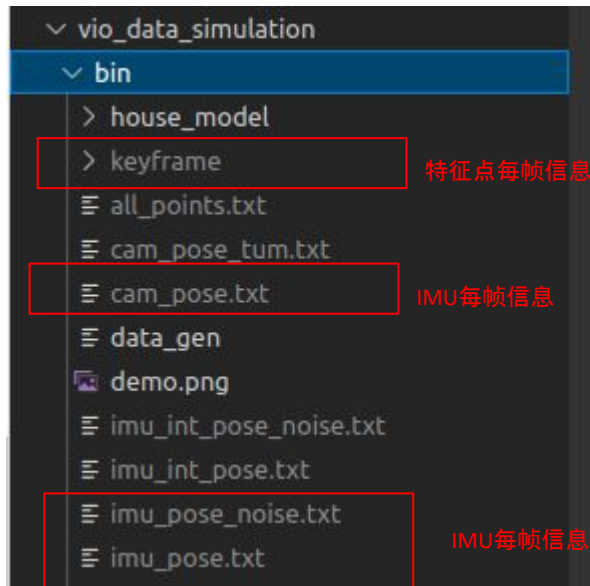 vio_data_simulation
bin
house_model
keyframe
特征点每帧信息
all_points.txt
cam_pose_tum.txt
cam_pose.txt
IMU每帧信息
data_gen
demo.png
imu_int_pose_noise.txt
imu_int_pose.txt
imu_pose_noise.txt
IMU每帧信息
imu_pose.txt